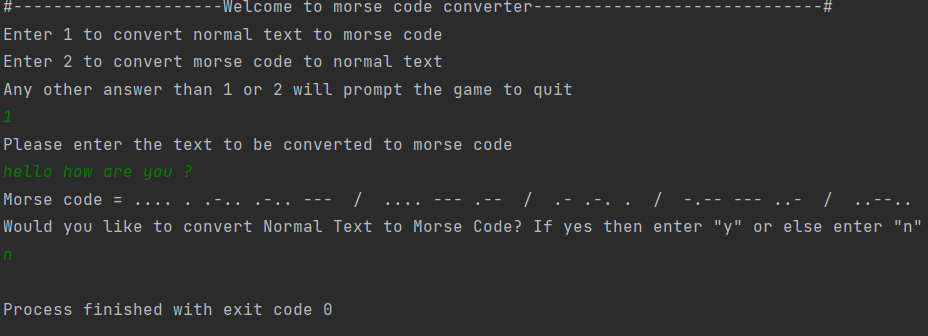 #---------------------Welcome to morse code converter-----------------------------#
Enter 1 to convert normal text to morse code
Enter 2 to convert morse code to normal text
Any other answer than 1 or 2 will prompt the game to quit
1
Please enter the text to be converted to morse code
hello how are you ?
Morse code = .... . .-.. .-.. ---  /  .... --- .--  /  .- .-. .  /  -.-- --- ..-  /  ..--..
Would you like to convert Normal Text to Morse Code? If yes then enter "y" or else enter "n"
n
Process finished with exit code 0